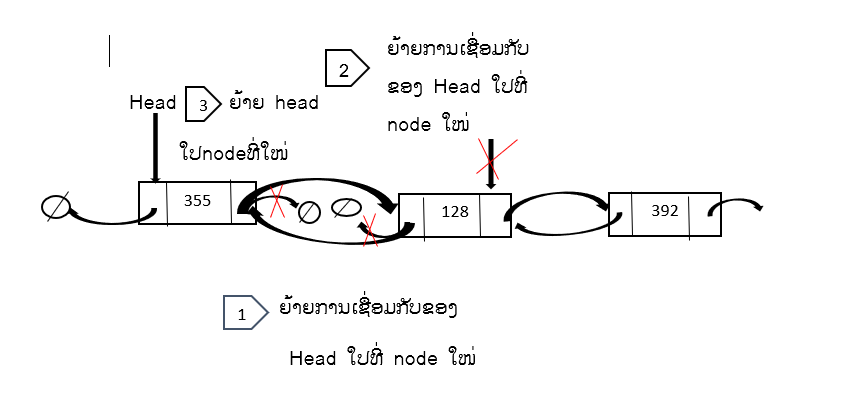 ຍ້າຍການເຊື່ອມກັບ
2
ຂອງ Head ໃປທີ່
Head 3 ຍ້າຍ head
node ໃໝ່
ໃປnodeທີ່ໃໝ່
355
128
392
1 ຍ້າຍການເຊື່ອມກັບຂອງ
Head ໃປທີ່ node ໃໝ່